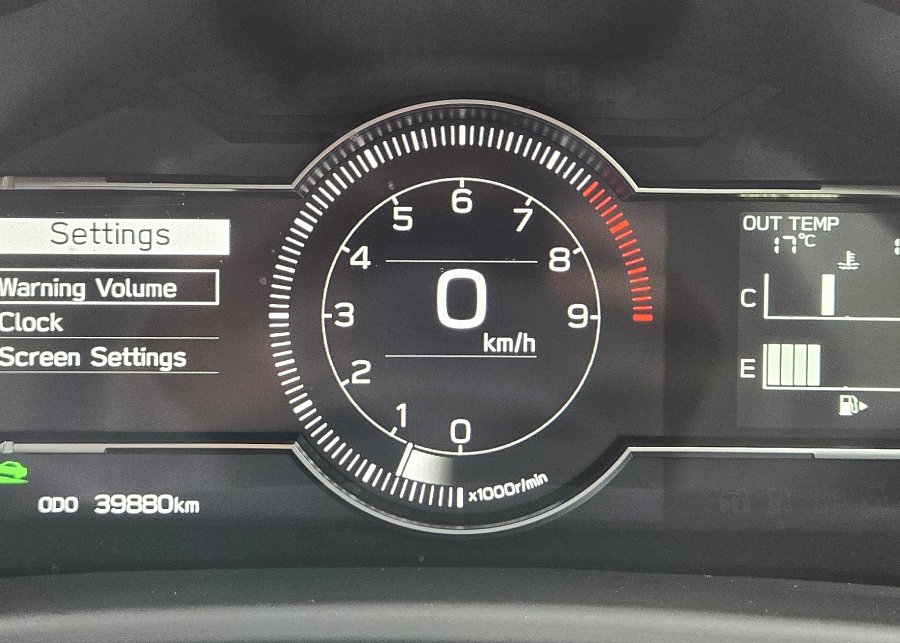 Settings
Warning Volume
Clock
Screen Settings
6
5
7
4
8
3
9
2
1
0
0
km/h
x1000r/min
OUT TEMP
17°C
C
E
ODO 39880km